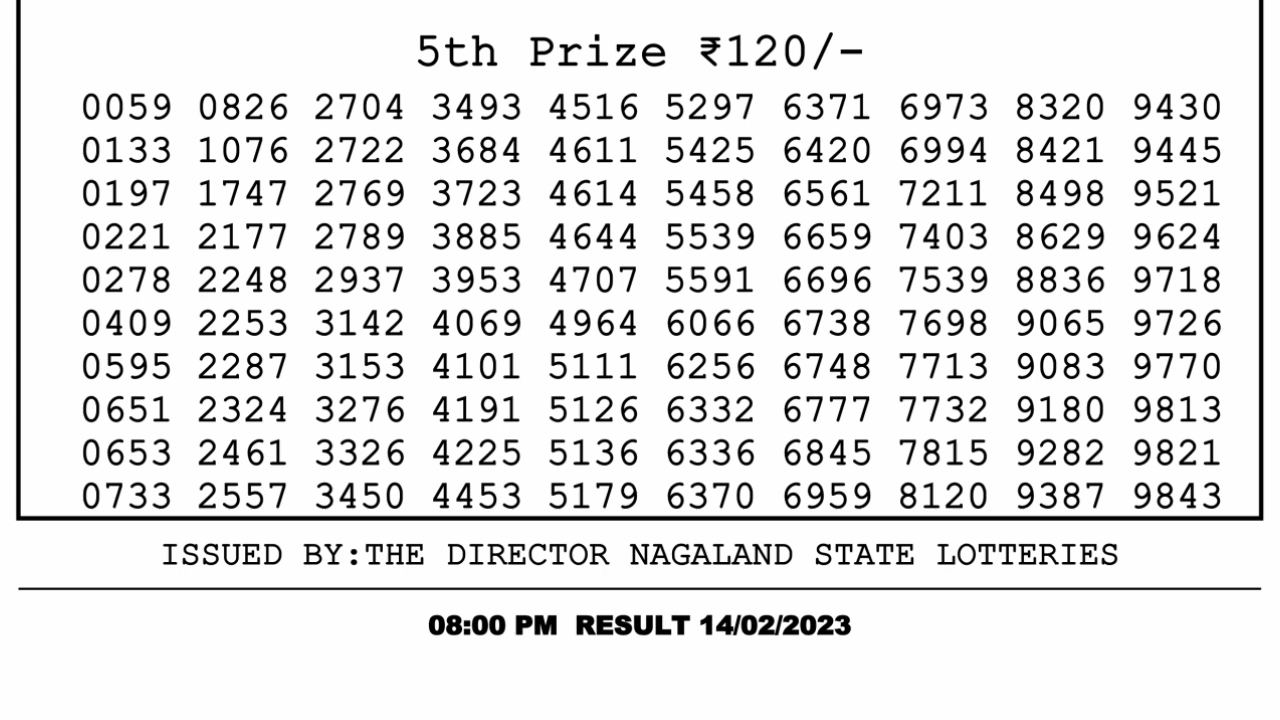 5th Prize ₹120/-
0059 0826 2704 3493 4516 5297 6371 6973 8320 9430
0133 1076 2722 3684 4611 5425 6420 6994 8421 9445
0197 1747 2769 3723 4614 5458 6561 7211 8498 9521
0221 2177 2789 3885 4644 5539 6659 7403 8629 9624
0278 2248 2937 3953 4707 5591 6696 7539 8836 9718
0409 2253 3142 4069 4964 6066 6738 7698 9065 9726
0595 2287 3153 4101 5111 6256 6748 7713 9083 9770
0651 2324 3276 4191 5126 6332 6777 7732 9180 9813
0653 2461 3326 4225 5136 6336 6845 7815 9282 9821
0733 2557 3450 4453 5179 6370 6959 8120 9387 9843
ISSUED BY:THE DIRECTOR NAGALAND STATE LOTTERIES
08:00 PM RESULT 14/02/2023